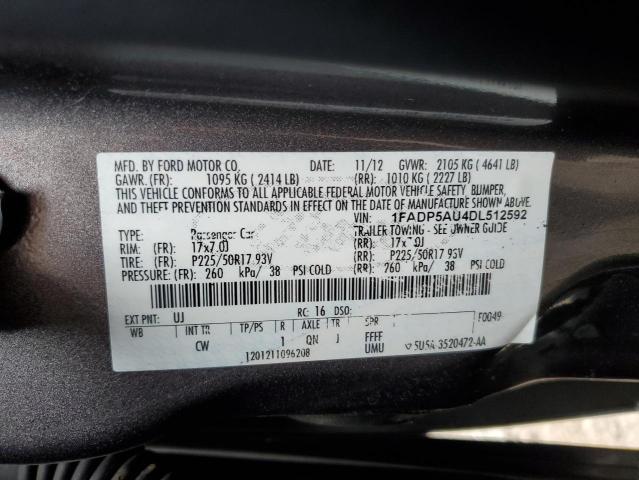 MFD. BY FORD MOTOR CO. DATE: 11/12 GVWR: 2105 KG ( 4641 LB)
GAWR: (FR): 1095 KG ( 2414 LB) (RR): 1010 KG ( 2227 LB)
THIS VEHICLE CONFORMS TO ALL APPLICABLE FEDERAL MOTOR VEHICLE SAFETY, BUMPER,
AND THEFT PREVENTION STANDARDS IN EFFECT ON THE DATE OF MANUFACTURE SHOWN ABOVE.
VIN: 1FADP5AU4DL512592
TYPE: Passenger Car TRAILER TOWING - SEE OWNER GUIDE
RIM: (FR) 17x7.0J (RR) 17x7.0J
TIRE: (FR) P225/50R17 93V (RR) P225/50R17 93V
PRESSURE: (FR) 260 kPa/ 38 PSI COLD (RR) 260 kPa/ 38 PSI COLD
EXT PNT: UJ RC: 16 DSO: F0049
WB INT TR TP/PS R AXLE TR SPR
CW 1 QN J FFFF
UMU
1201211096208 5U5A-3520472-AA